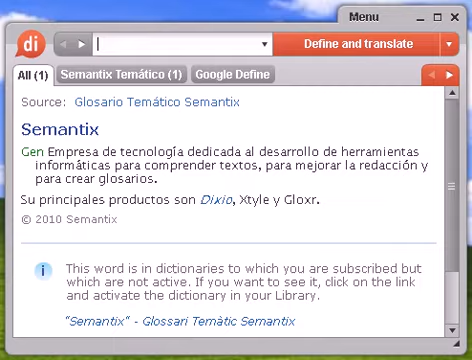 Menu
di
Define and translate
All (1) Semantix Temático (1) Google Define
Source: Glosario Temático Semantix
Semantix
Gen Empresa de tecnología dedicada al desarrollo de herramientas
informáticas para comprender textos, para mejorar la redacción y
para crear glosarios.
Su principales productos son Dixio, Xtyle y Gloxr.
© 2010 Semantix
i
This word is in dictionaries to which you are subscribed but
which are not active. If you want to see it, click on the link
and activate the dictionary in your Library.
"Semantix" - Glossari Temàtic Semantix